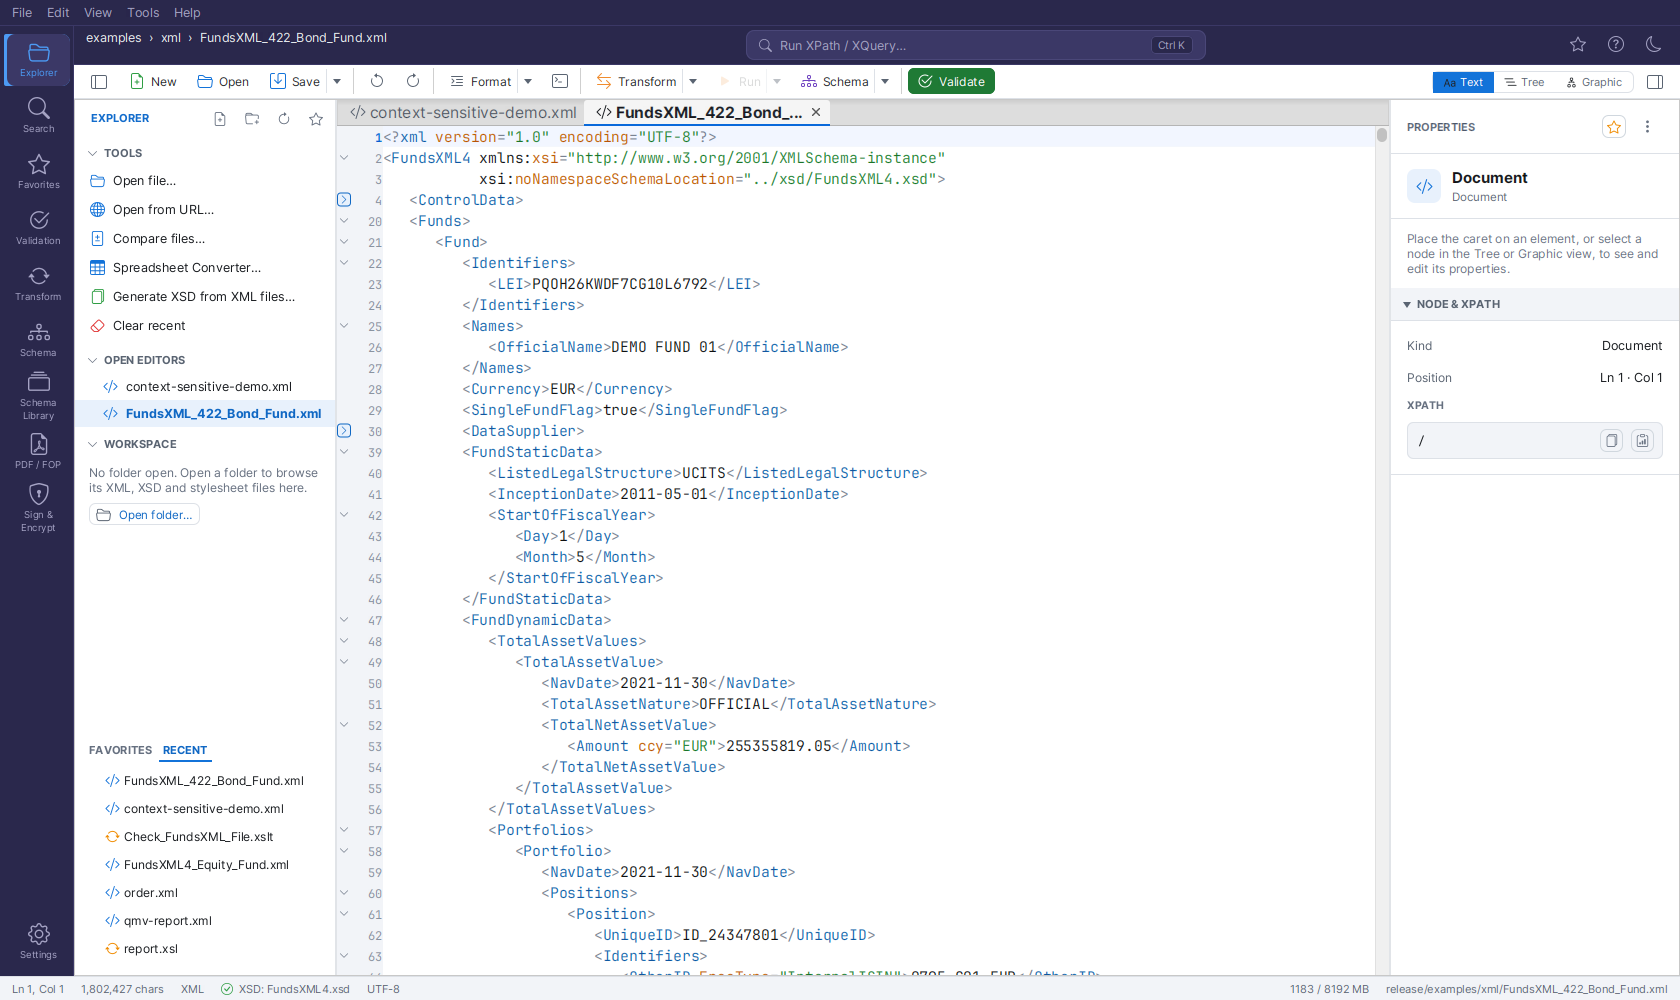 File Edit View Tools Help
examples › xml › FundsXML_422_Bond_Fund.xml
Run XPath / XQuery...
Ctrl K
New Open Save Format Transform Run Schema Validate
Aa Text Tree Graphic
Explorer
Search
Favorites
Validation
Transform
Schema
Schema
Library
PDF / FOP
Sign &
Encrypt
Settings
EXPLORER
TOOLS
Open file...
Open from URL...
Compare files...
Spreadsheet Converter...
Generate XSD from XML files...
Clear recent
OPEN EDITORS
context-sensitive-demo.xml
FundsXML_422_Bond_Fund.xml
WORKSPACE
No folder open. Open a folder to browse
its XML, XSD and stylesheet files here.
Open folder...
FAVORITES RECENT
FundsXML_422_Bond_Fund.xml
context-sensitive-demo.xml
Check_FundsXML_File.xslt
FundsXML4_Equity_Fund.xml
order.xml
qmv-report.xml
report.xsl
context-sensitive-demo.xml FundsXML_422_Bond_...
1<?xml version="1.0" encoding="UTF-8"?>
2<FundsXML4 xmlns:xsi="http://www.w3.org/2001/XMLSchema-instance"
3 xsi:noNamespaceSchemaLocation="../xsd/FundsXML4.xsd">
4 <ControlData>
20 <Funds>
21 <Fund>
22 <Identifiers>
23 <LEI>PQOH26KWDF7CG10L6792</LEI>
24 </Identifiers>
25 <Names>
26 <OfficialName>DEMO FUND 01</OfficialName>
27 </Names>
28 <Currency>EUR</Currency>
29 <SingleFundFlag>true</SingleFundFlag>
30 <DataSupplier>
39 <FundStaticData>
40 <ListedLegalStructure>UCITS</ListedLegalStructure>
41 <InceptionDate>2011-05-01</InceptionDate>
42 <StartOfFiscalYear>
43 <Day>1</Day>
44 <Month>5</Month>
45 </StartOfFiscalYear>
46 </FundStaticData>
47 <FundDynamicData>
48 <TotalAssetValues>
49 <TotalAssetValue>
50 <NavDate>2021-11-30</NavDate>
51 <TotalAssetNature>OFFICIAL</TotalAssetNature>
52 <TotalNetAssetValue>
53 <Amount ccy="EUR">255355819.05</Amount>
54 </TotalNetAssetValue>
55 </TotalAssetValue>
56 </TotalAssetValues>
57 <Portfolios>
58 <Portfolio>
59 <NavDate>2021-11-30</NavDate>
60 <Positions>
61 <Position>
62 <UniqueID>ID_24347801</UniqueID>
63 <Identifiers>
PROPERTIES
Document
Document
Place the caret on an element, or select a
node in the Tree or Graphic view, to see and
edit its properties.
NODE & XPATH
Kind Document
Position Ln 1 · Col 1
XPATH
/
Ln 1, Col 1 1,802,427 chars XML XSD: FundsXML4.xsd UTF-8 1183 / 8192 MB release/examples/xml/FundsXML_422_Bond_Fund.xml